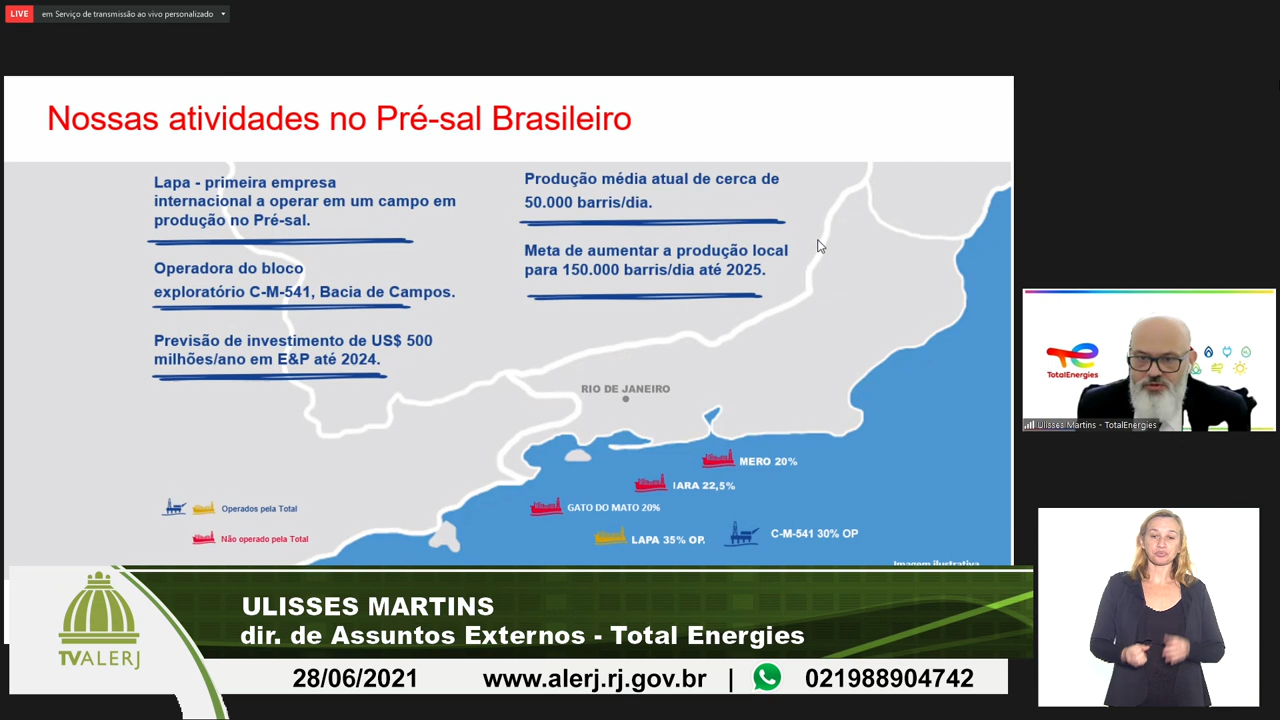 LIVE em Serviço de transmissão ao vivo personalizado
Nossas atividades no Pré-sal Brasileiro
Lapa - primeira empresa
internacional a operar em um campo em
produção no Pré-sal.
Operadora do bloco
exploratório C-M-541, Bacia de Campos.
Previsão de investimento de US$ 500
milhões/ano em E&P até 2024.
Produção média atual de cerca de
50.000 barris/dia.
Meta de aumentar a produção local
para 150.000 barris/dia até 2025.
RIO DE JANEIRO
MERO 20%
IARA 22,5%
GATO DO MATO 20%
LAPA 35% OP.
C-M-541 30% OP
Operados pela Total
Não operado pela Total
Imagem ilustrativa
TotalEnergies
Ulisses Martins - TotalEnergies
TVALERJ
ULISSES MARTINS
dir. de Assuntos Externos - Total Energies
28/06/2021 www.alerj.rj.gov.br | 021988904742